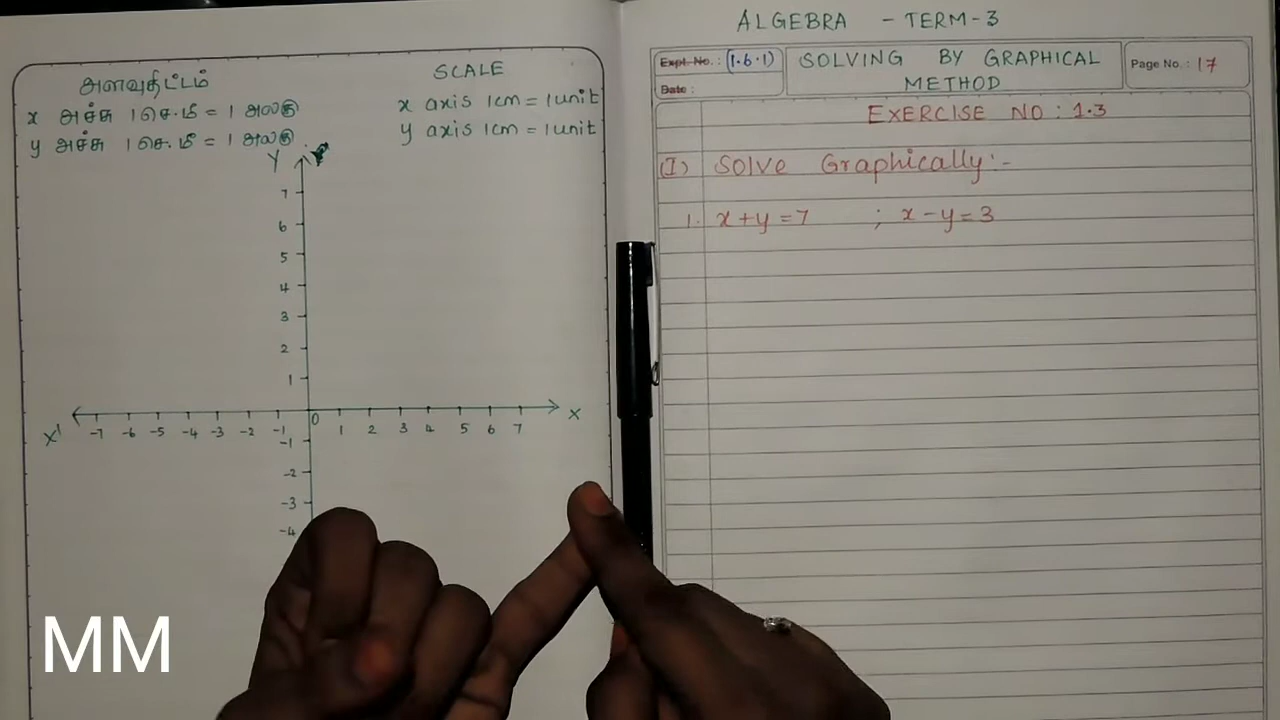 அளவுதிட்டம்
x அச்சு 1செ.மீ = 1 அலகு
y அச்சு 1செ.மீ = 1 அலகு
SCALE
x axis 1cm = 1unit
y axis 1cm = 1unit
Y
7
6
5
4
3
2
1
X' -7 -6 -5 -4 -3 -2 -1 0 1 2 3 4 5 6 7 X
-1
-2
-3
-4
MM
ALGEBRA - TERM-3
Expt. No. : (1.6.1)
Date :
SOLVING BY GRAPHICAL
METHOD
Page No. : 17
EXERCISE NO : 1.3
(I) Solve Graphically:-
1. x+y=7 ; x-y=3